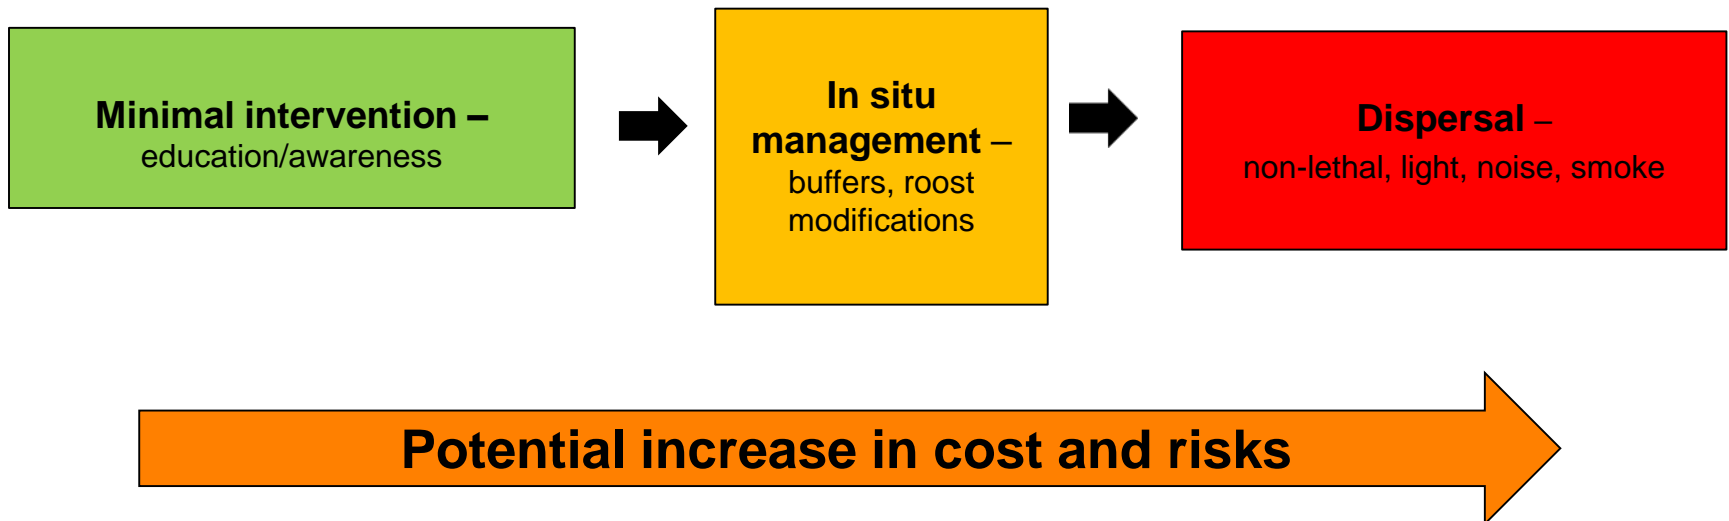 Minimal intervention –
education/awareness
In situ
management –
buffers, roost
modifications
Dispersal –
non-lethal, light, noise, smoke
Potential increase in cost and risks